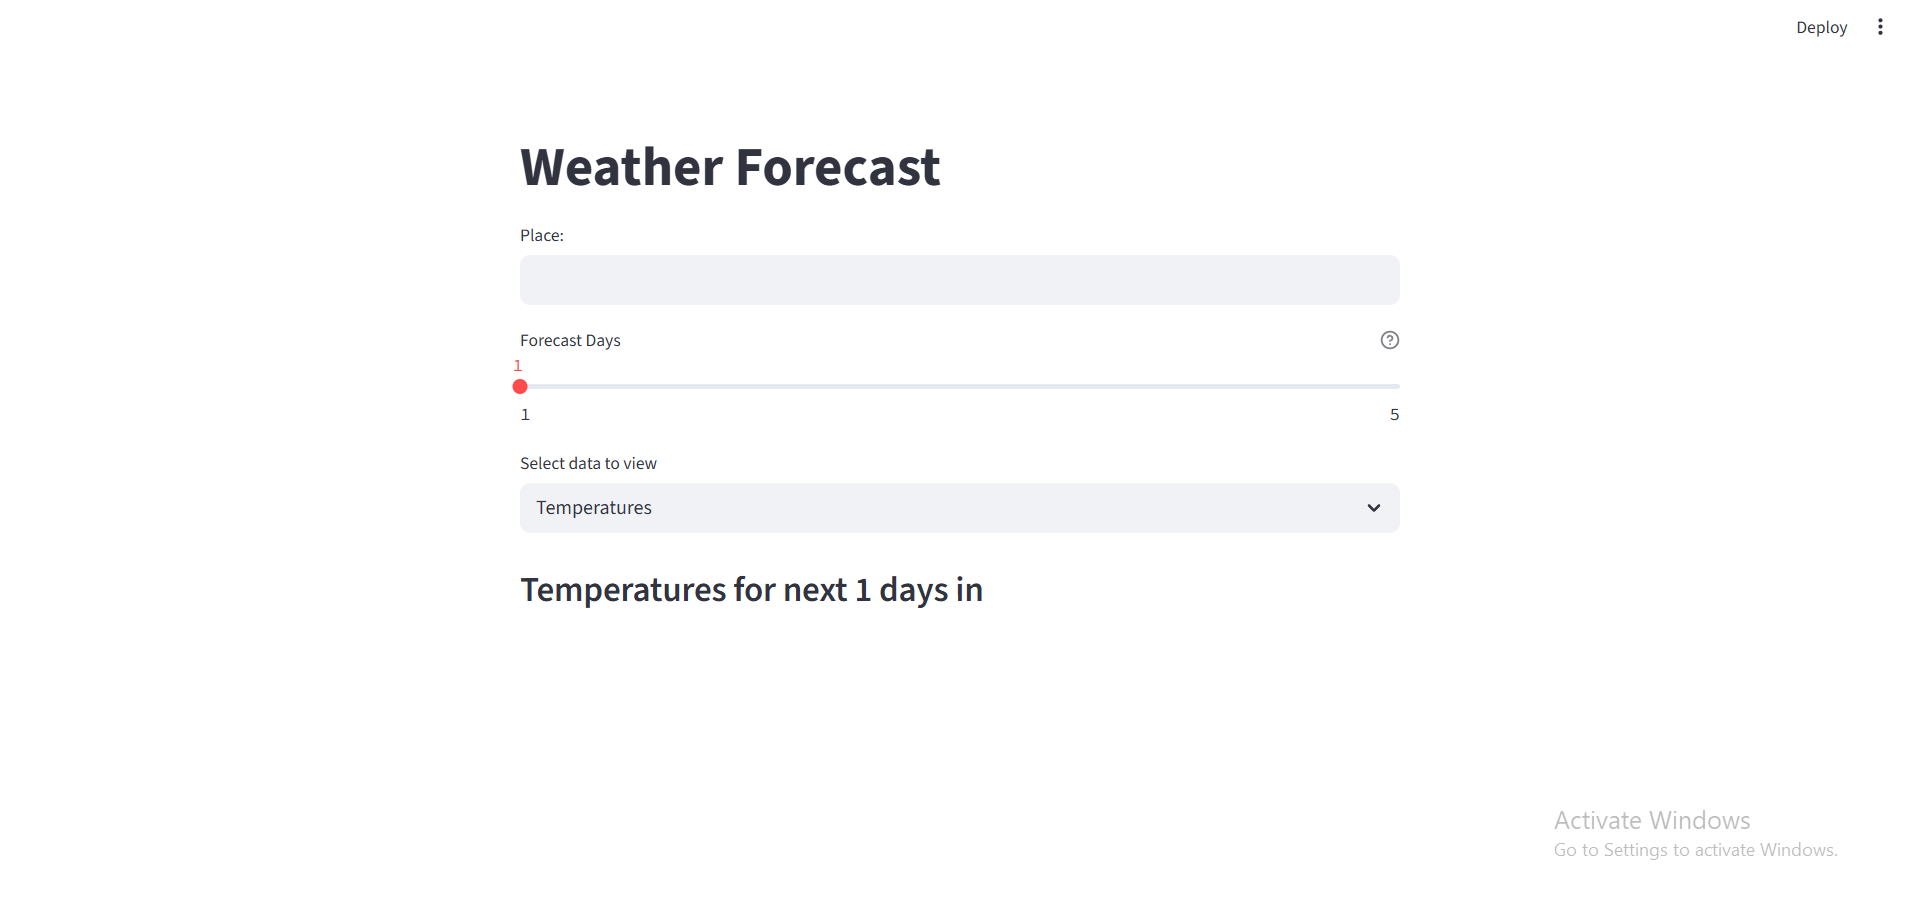 Deploy
Weather Forecast
Place:
Forecast Days
1
1 5
Select data to view
Temperatures
Temperatures for next 1 days in
Activate Windows
Go to Settings to activate Windows.